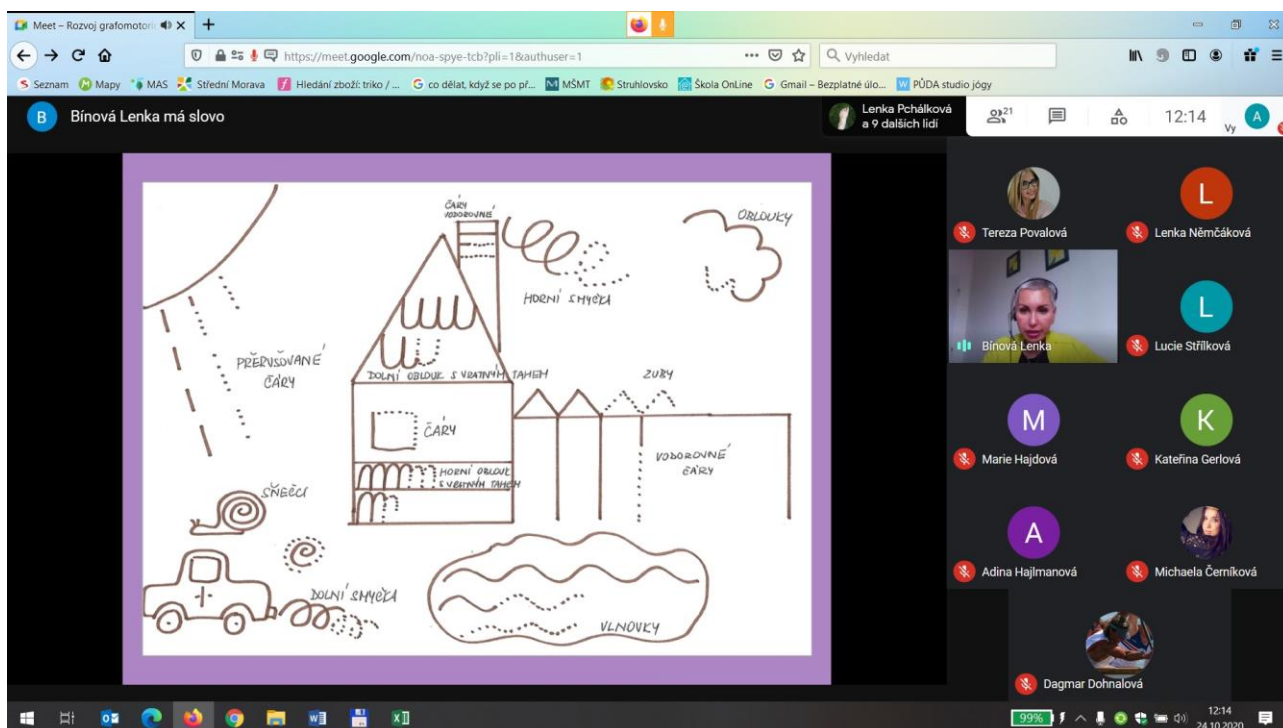 Meet – Rozvoj grafomotori
https://meet.google.com/noa-spye-tcb?pli=1&authuser=1
Vyhledat
Seznam
Mapy
MAS
Střední Morava
Hledání zboží: triko / ...
co dělat, když se po př...
MŠMT
Struhlovsko
Škola OnLine
Gmail – Bezplatné úlo...
PŮDA studio jógy
B
Bínová Lenka má slovo
Lenka Pchálková
a 9 dalších lidí
21
12:14
Vy
A
ČÁRY
VODOROVNÉ
OBLOUKY
HORNÍ SMYČKA
PŘERUŠOVANÉ
ČÁRY
DOLNÍ OBLOUK S VRATNÝM TAHEM
ZUBY
ČÁRY
VODOROVNÉ
ČÁRY
HORNÍ OBLOUK
S VRATNÝM TAHEM
ŠNEČCI
DOLNÍ SMYČKA
VLNOVKY
Tereza Povalová
L
Lenka Němčáková
Bínová Lenka
L
Lucie Střílková
M
Marie Hajdová
K
Kateřina Gerlová
A
Adina Hajlmanová
Michaela Černíková
Dagmar Dohnalová
99%
12:14
24.10.2020